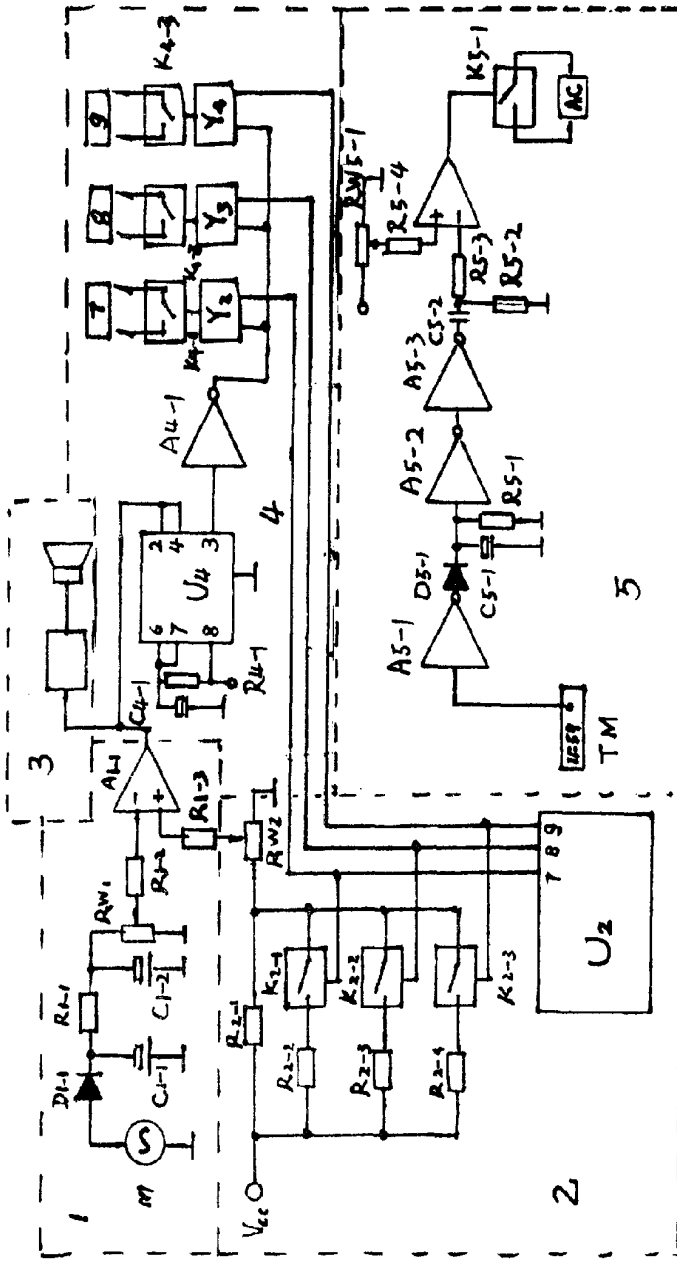 1
M
D1-1
C1-1
R1-1
C1-2
RW1
R1-2
A1-1
−
+
R1-3
3
2
Vcc
R2-1
RW2
R2-2
K2-1
R2-3
K2-2
R2-4
K2-3
U2
7
8
9
4
C4-1
R4-1
U4
6
7
8
2
4
3
A4-1
7
8
9
K4-2
K4-3
Y2
Y3
Y4
5
TM
A5-1
D5-1
C5-1
R5-1
A5-2
A5-3
C5-2
R5-2
R5-3
R5-4
RW5-1
+
−
K5-1
AC